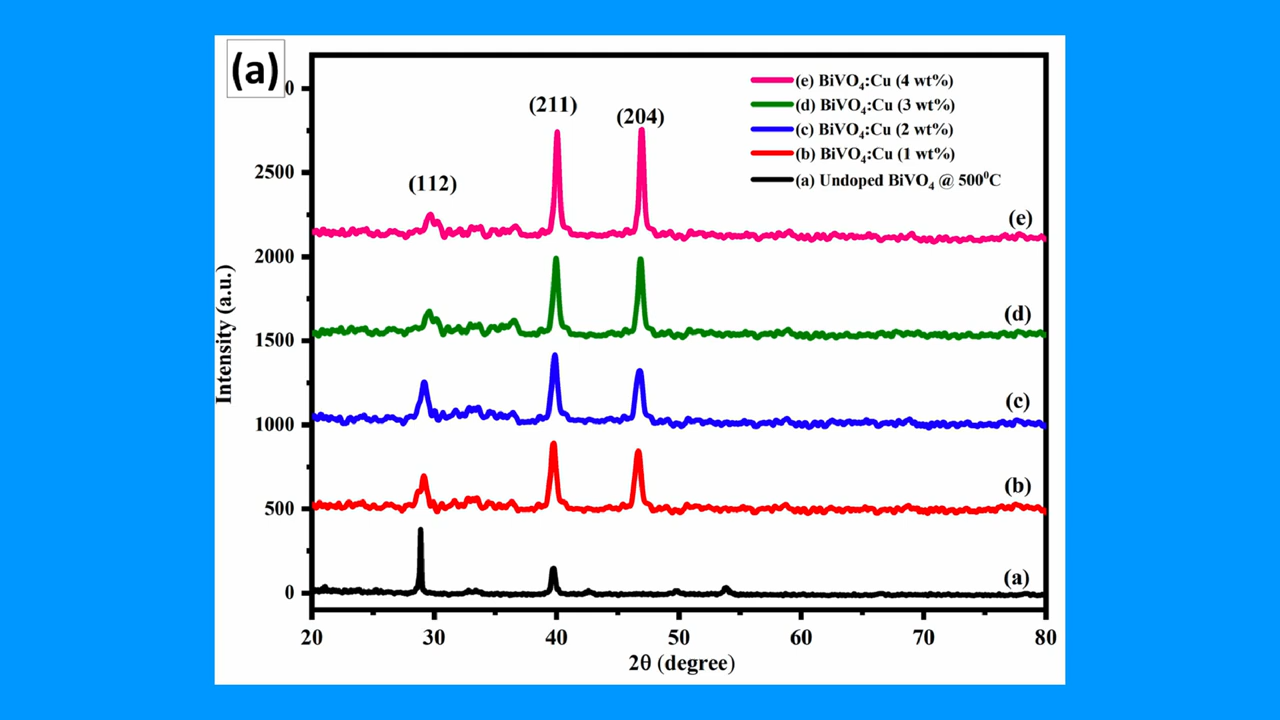 (a)
0
(e) BiVO4:Cu (4 wt%)
(d) BiVO4:Cu (3 wt%)
(c) BiVO4:Cu (2 wt%)
(b) BiVO4:Cu (1 wt%)
(a) Undoped BiVO4 @ 500⁰C
(211)
(204)
(112)
2500
2000
1500
1000
500
0
Intensity (a.u.)
(e)
(d)
(c)
(b)
(a)
20 30 40 50 60 70 80
2θ (degree)